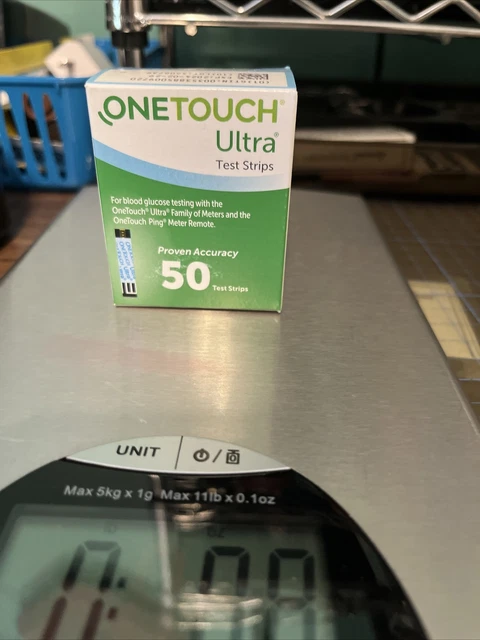 ONETOUCH®
Ultra®
Test Strips
For blood glucose testing with the
OneTouch® Ultra® Family of Meters and the
OneTouch Ping® Meter Remote.
Proven Accuracy
50 Test Strips
UNIT
Max 5kg x 1g Max 11lb x 0.1oz